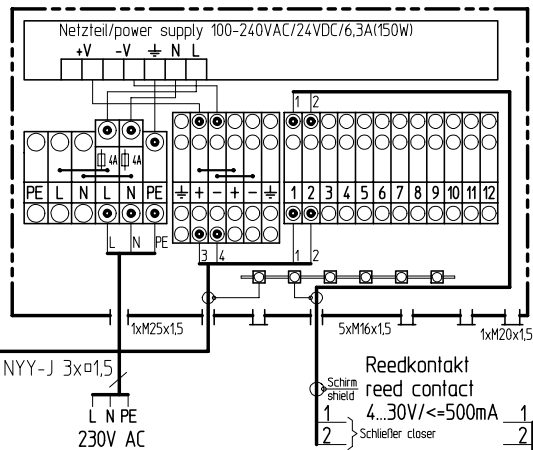 Netzteil/power supply 100-240VAC/24VDC/6,3A(150W)
+V -V N L
1 2
4A 4A
PE L N L N PE + - + - 1 2 3 4 5 6 7 8 9 10 11 12
L N PE
3 4 1 2
1xM25x1,5 5xM16x1,5 1xM20x1,5
NYY-J 3x¤1,5
L N PE
230V AC
Schirm
shield
Reedkontakt
reed contact
4...30V/<=500mA
1 1
2 Schließer closer 2